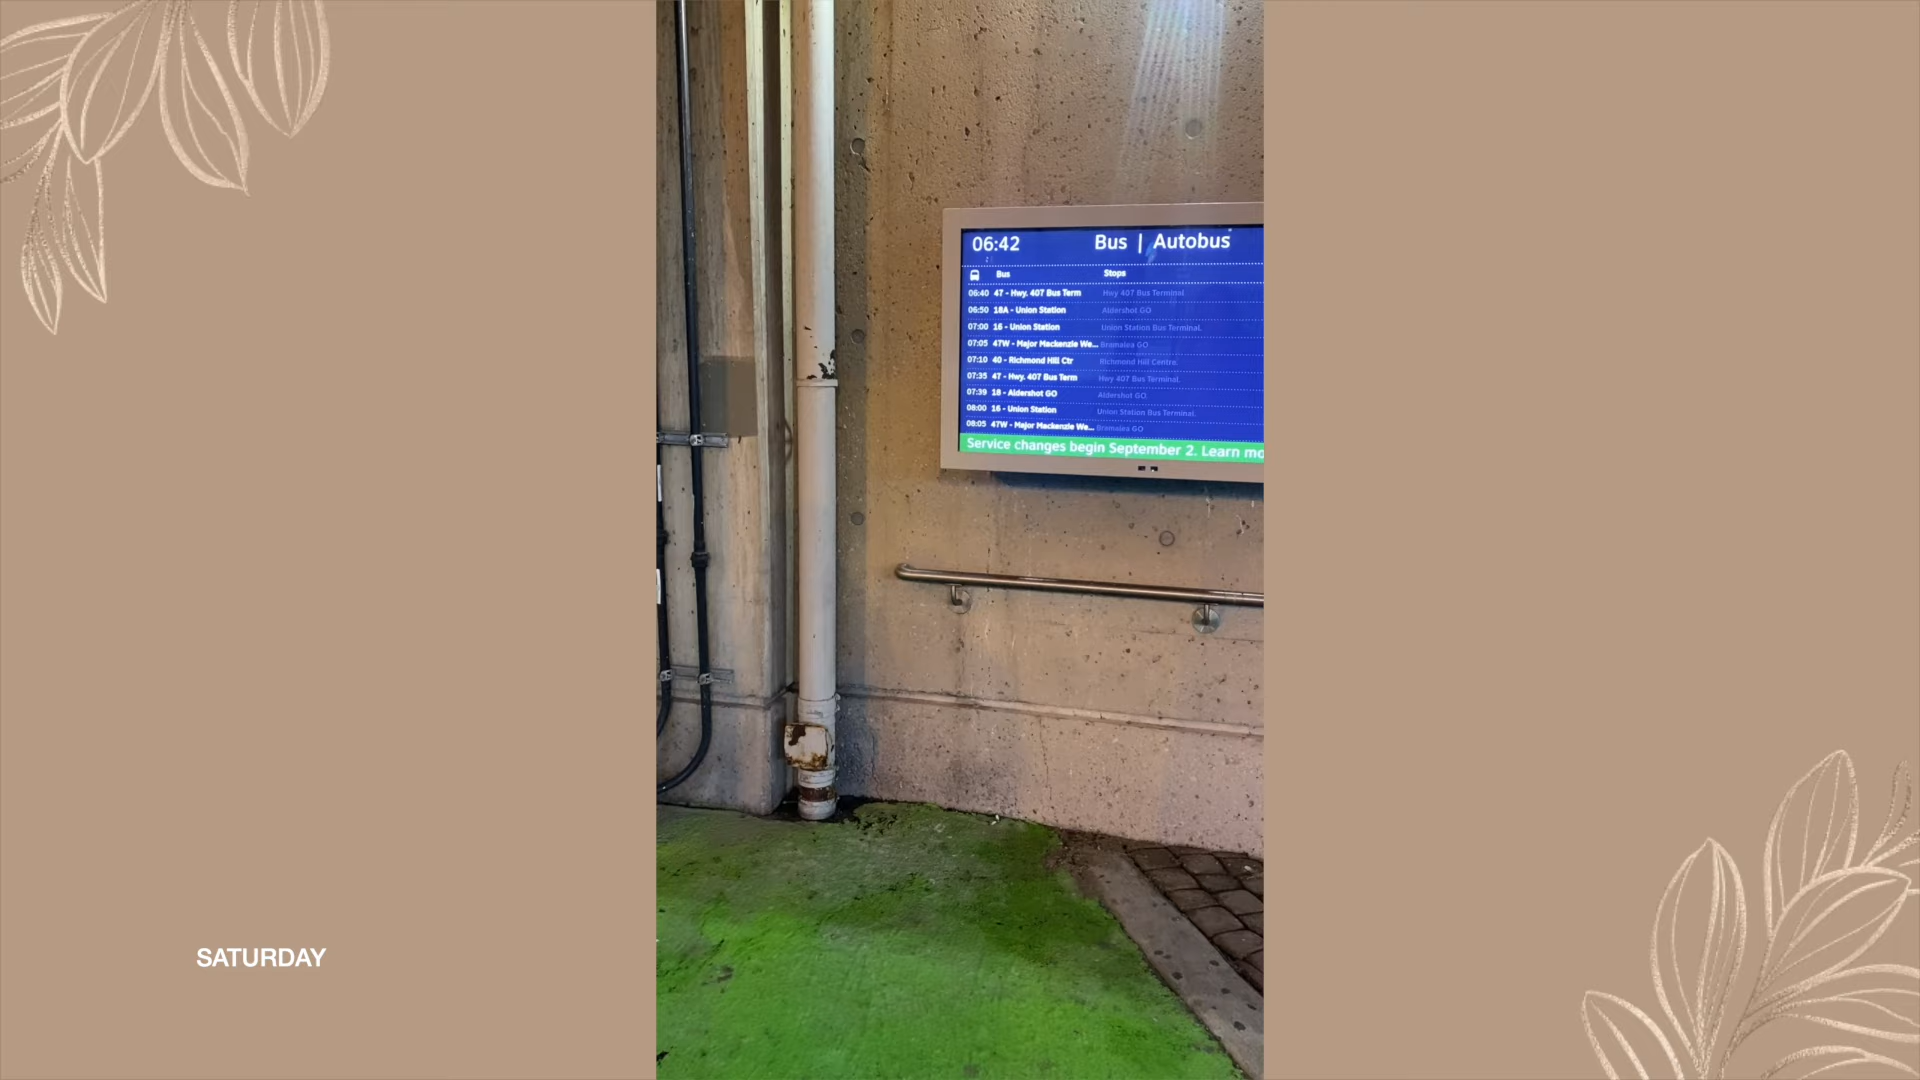 06:42 Bus | Autobus
Bus Stops
06:40 47 - Hwy. 407 Bus Term Hwy 407 Bus Terminal
06:50 18A - Union Station Aldershot GO
07:00 16 - Union Station Union Station Bus Terminal.
07:05 47W - Major Mackenzie We... Bramalea GO
07:10 40 - Richmond Hill Ctr Richmond Hill Centre.
07:35 47 - Hwy. 407 Bus Term Hwy 407 Bus Terminal.
07:39 18 - Aldershot GO Aldershot GO.
08:00 16 - Union Station Union Station Bus Terminal.
08:05 47W - Major Mackenzie We... Bramalea GO
Service changes begin September 2. Learn mo
SATURDAY